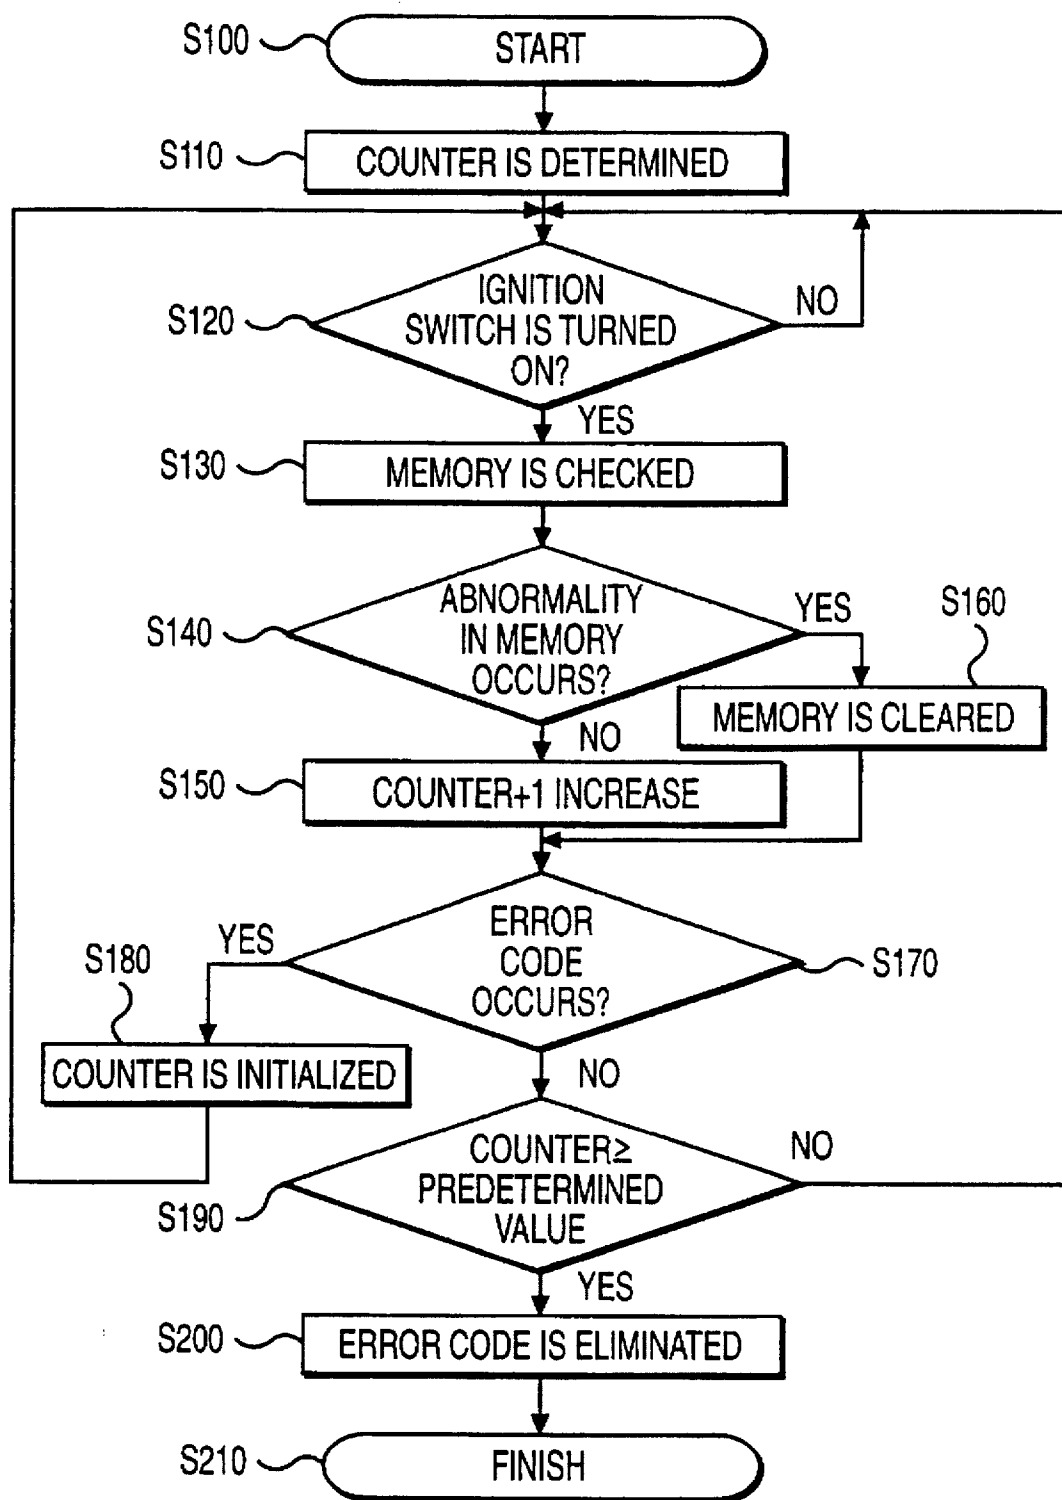 S100
START
S110
COUNTER IS DETERMINED
S120
IGNITION
SWITCH IS TURNED
ON?
NO
YES
S130
MEMORY IS CHECKED
S140
ABNORMALITY
IN MEMORY
OCCURS?
YES
S160
MEMORY IS CLEARED
NO
S150
COUNTER+1 INCREASE
ERROR
CODE
OCCURS?
S170
YES
S180
COUNTER IS INITIALIZED
NO
S190
COUNTER≥
PREDETERMINED
VALUE
NO
YES
S200
ERROR CODE IS ELIMINATED
S210
FINISH